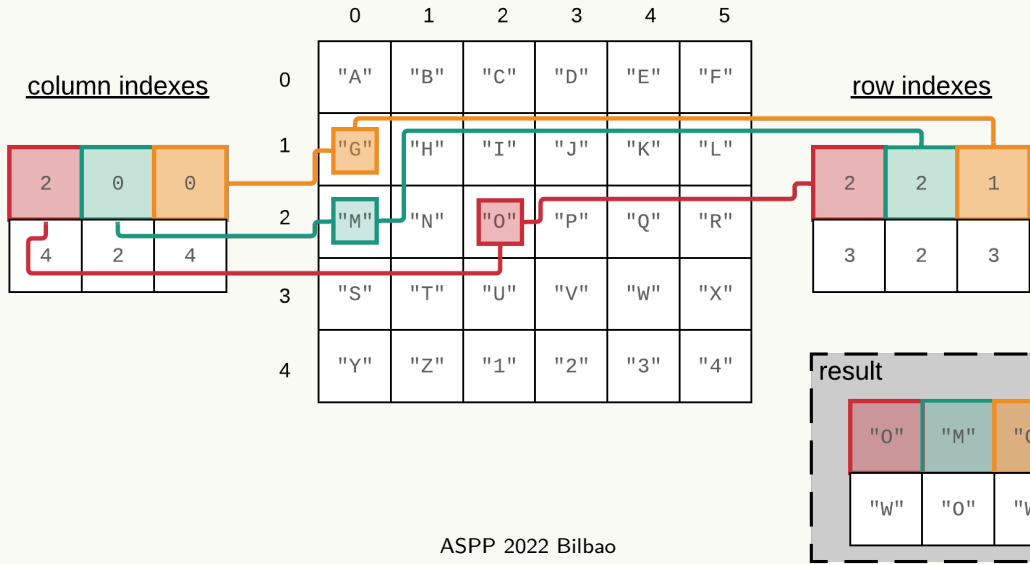 0 1 2 3 4 5
column indexes
row indexes
0 "A" "B" "C" "D" "E" "F"
1 "G" "H" "I" "J" "K" "L"
2 0 0
2 2 1
2 "M" "N" "O" "P" "Q" "R"
4 2 4
3 2 3
3 "S" "T" "U" "V" "W" "X"
4 "Y" "Z" "1" "2" "3" "4"
result
"O" "M"
"W" "O"
ASPP 2022 Bilbao